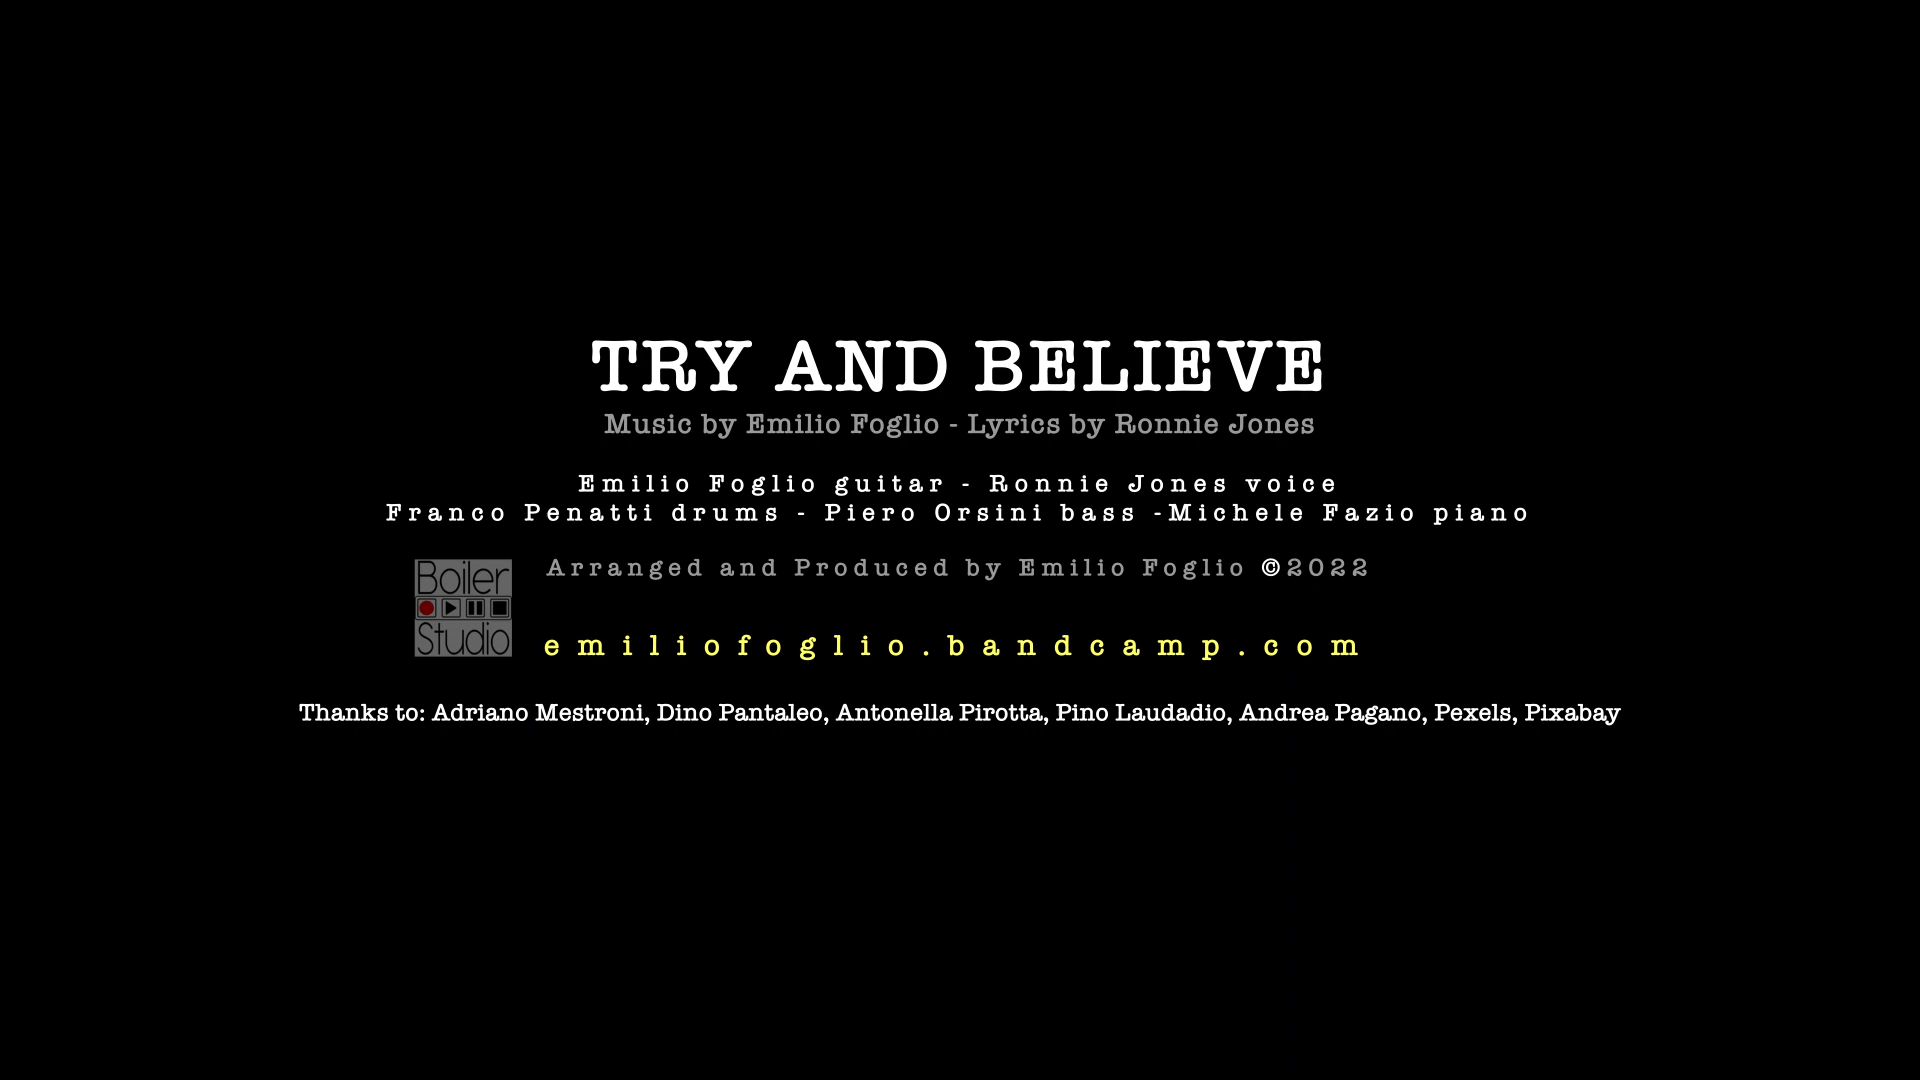 TRY AND BELIEVE
Music by Emilio Foglio - Lyrics by Ronnie Jones
Emilio Foglio guitar - Ronnie Jones voice
Franco Penatti drums - Piero Orsini bass -Michele Fazio piano
Arranged and Produced by Emilio Foglio ©2022
Boiler
Studio
emiliofoglio.bandcamp.com
Thanks to: Adriano Mestroni, Dino Pantaleo, Antonella Pirotta, Pino Laudadio, Andrea Pagano, Pexels, Pixabay